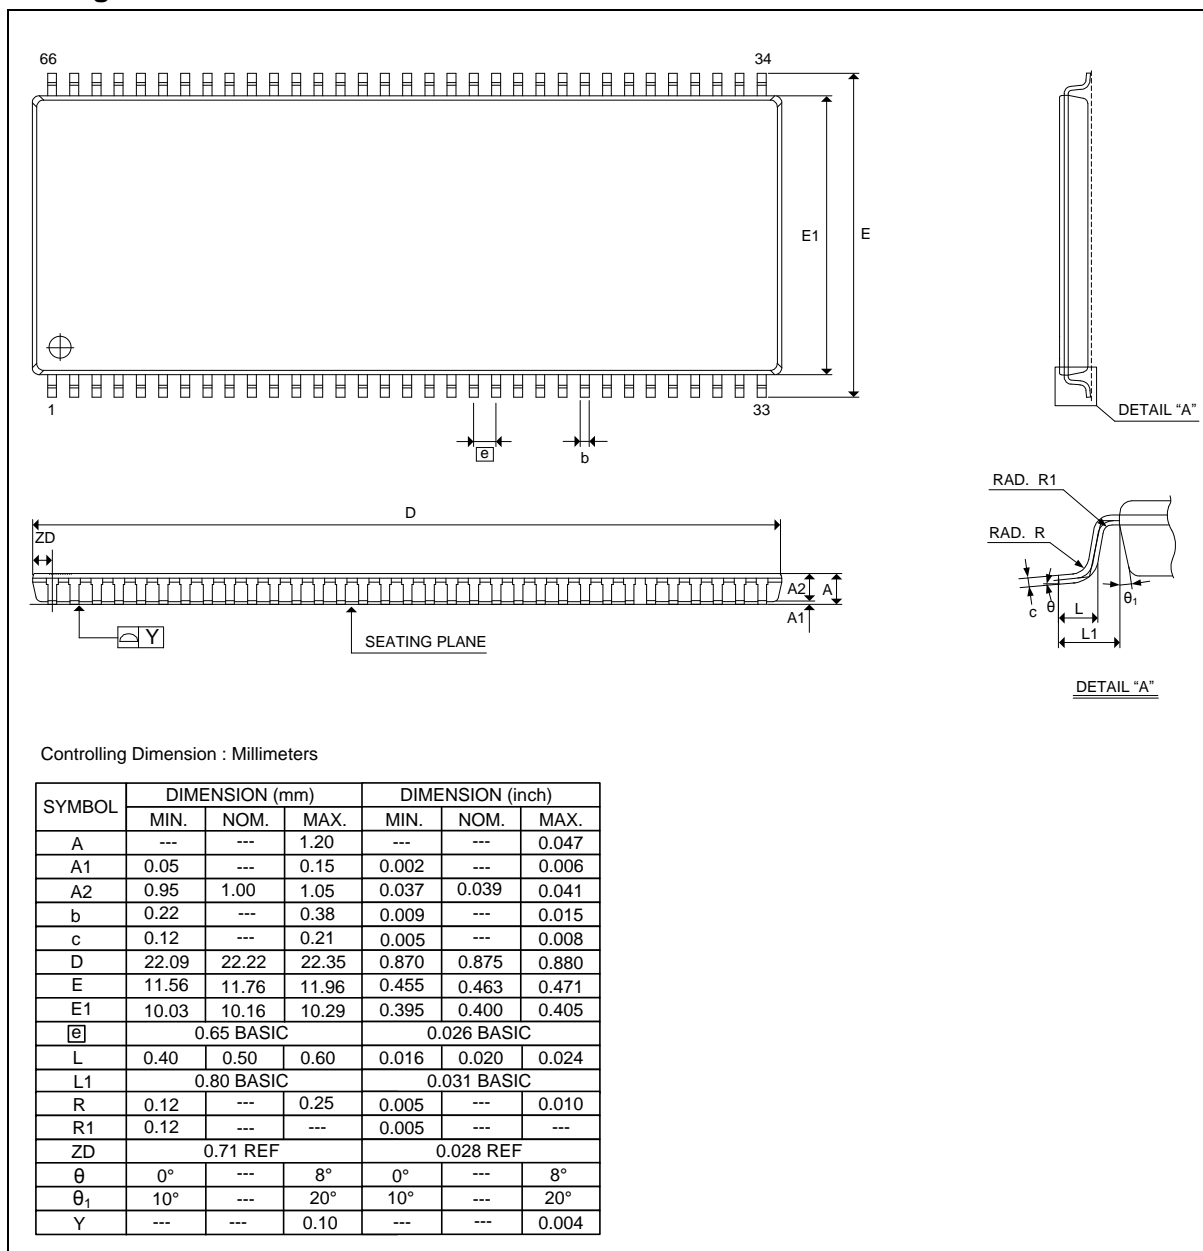 66 34
E1 E
1 33
e b
DETAIL “A”
D
ZD
A2 A
A1
Y
SEATING PLANE
RAD. R1
RAD. R
c θ L θ1
L1
DETAIL “A”
Controlling Dimension : Millimeters
SYMBOL DIMENSION (mm) DIMENSION (inch)
MIN. NOM. MAX. MIN. NOM. MAX.
A --- --- 1.20 --- --- 0.047
A1 0.05 --- 0.15 0.002 --- 0.006
A2 0.95 1.00 1.05 0.037 0.039 0.041
b 0.22 --- 0.38 0.009 --- 0.015
c 0.12 --- 0.21 0.005 --- 0.008
D 22.09 22.22 22.35 0.870 0.875 0.880
E 11.56 11.76 11.96 0.455 0.463 0.471
E1 10.03 10.16 10.29 0.395 0.400 0.405
e 0.65 BASIC 0.026 BASIC
L 0.40 0.50 0.60 0.016 0.020 0.024
L1 0.80 BASIC 0.031 BASIC
R 0.12 --- 0.25 0.005 --- 0.010
R1 0.12 --- --- 0.005 --- ---
ZD 0.71 REF 0.028 REF
θ 0° --- 8° 0° --- 8°
θ1 10° --- 20° 10° --- 20°
Y --- --- 0.10 --- --- 0.004